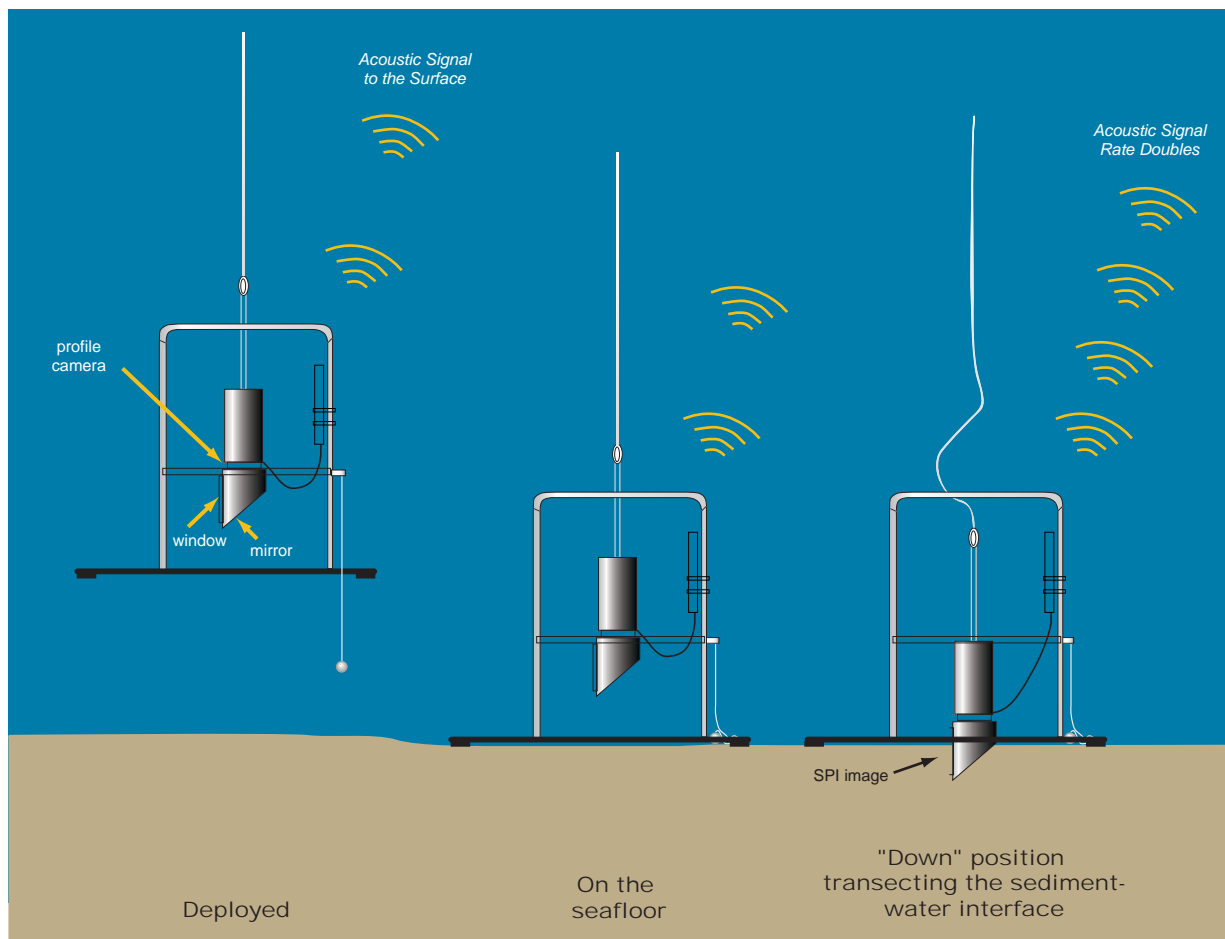 Acoustic Signal
to the Surface
Acoustic Signal
Rate Doubles
profile
camera
window
mirror
SPI image
Deployed
On the
seafloor
"Down" position
transecting the sediment-
water interface